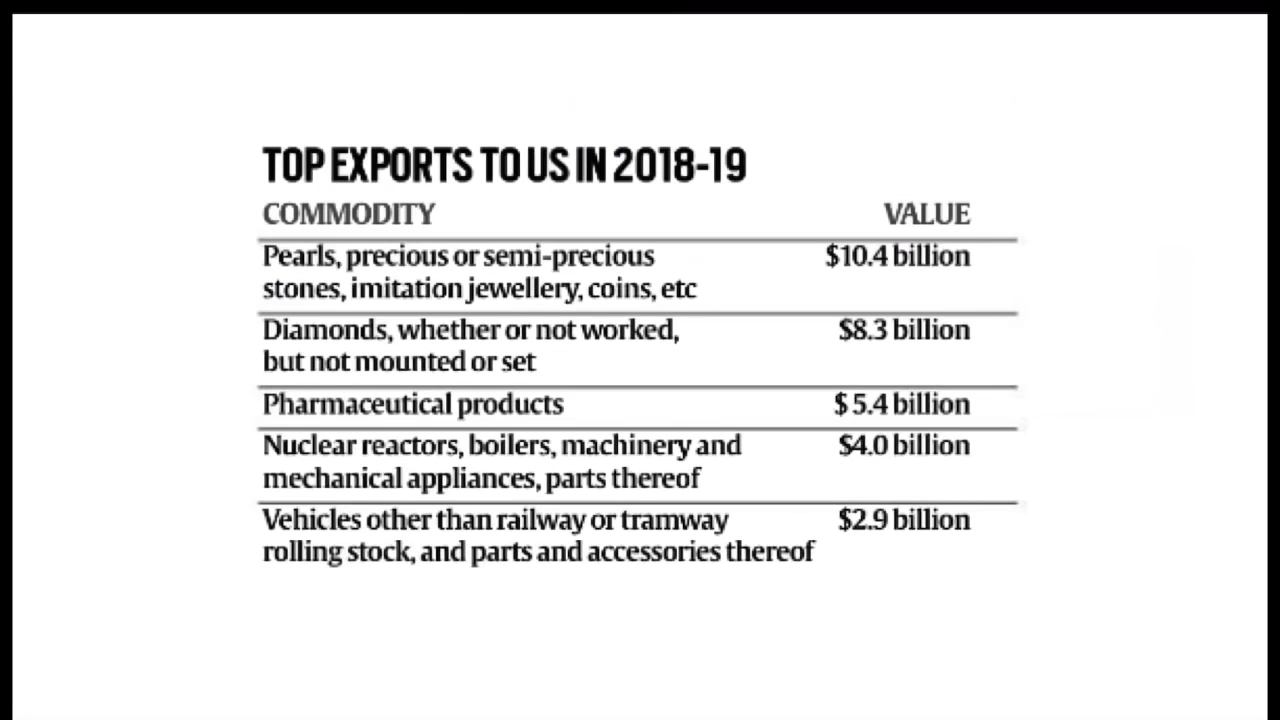 TOP EXPORTS TO US IN 2018-19
COMMODITY VALUE
Pearls, precious or semi-precious $10.4 billion
stones, imitation jewellery, coins, etc
Diamonds, whether or not worked, $8.3 billion
but not mounted or set
Pharmaceutical products $ 5.4 billion
Nuclear reactors, boilers, machinery and $4.0 billion
mechanical appliances, parts thereof
Vehicles other than railway or tramway $2.9 billion
rolling stock, and parts and accessories thereof